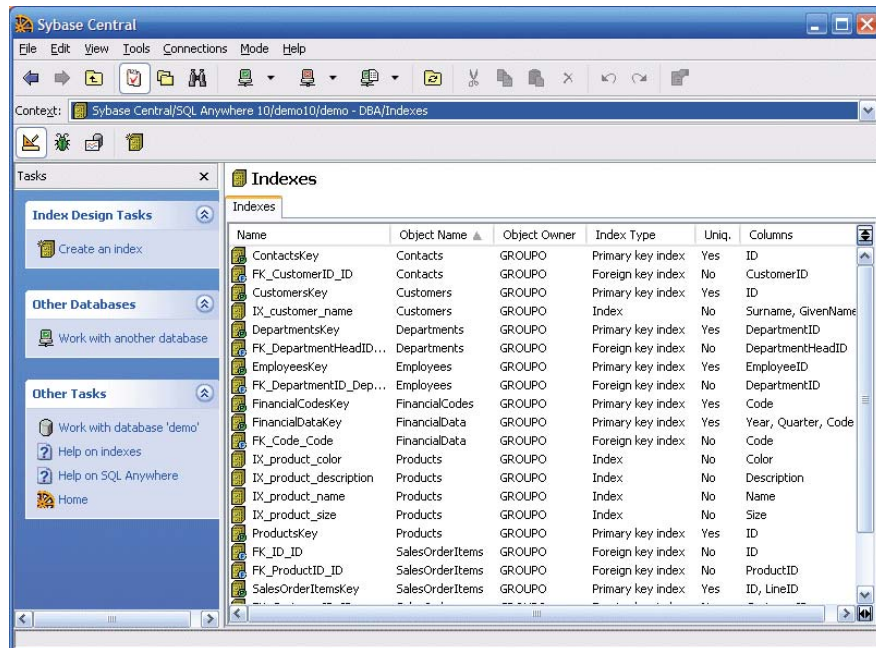 Sybase Central
File Edit View Tools Connections Mode Help
Context: Sybase Central/SQL Anywhere 10/demo10/demo - DBA/Indexes
Tasks x
Index Design Tasks
Create an index
Other Databases
Work with another database
Other Tasks
Work with database 'demo'
Help on indexes
Help on SQL Anywhere
Home
Indexes
Indexes
Name Object Name Object Owner Index Type Uniq. Columns
ContactsKey Contacts GROUPO Primary key index Yes ID
FK_CustomerID_ID Contacts GROUPO Foreign key index No CustomerID
CustomersKey Customers GROUPO Primary key index Yes ID
IX_customer_name Customers GROUPO Index No Surname, GivenName
DepartmentsKey Departments GROUPO Primary key index Yes DepartmentID
FK_DepartmentHeadID... Departments GROUPO Foreign key index No DepartmentHeadID
EmployeesKey Employees GROUPO Primary key index Yes EmployeeID
FK_DepartmentID_Dep... Employees GROUPO Foreign key index No DepartmentID
FinancialCodesKey FinancialCodes GROUPO Primary key index Yes Code
FinancialDataKey FinancialData GROUPO Primary key index Yes Year, Quarter, Code
FK_Code_Code FinancialData GROUPO Foreign key index No Code
IX_product_color Products GROUPO Index No Color
IX_product_description Products GROUPO Index No Description
IX_product_name Products GROUPO Index No Name
IX_product_size Products GROUPO Index No Size
ProductsKey Products GROUPO Primary key index Yes ID
FK_ID_ID SalesOrderItems GROUPO Foreign key index No ID
FK_ProductID_ID SalesOrderItems GROUPO Foreign key index No ProductID
SalesOrderItemsKey SalesOrderItems GROUPO Primary key index Yes ID, LineID